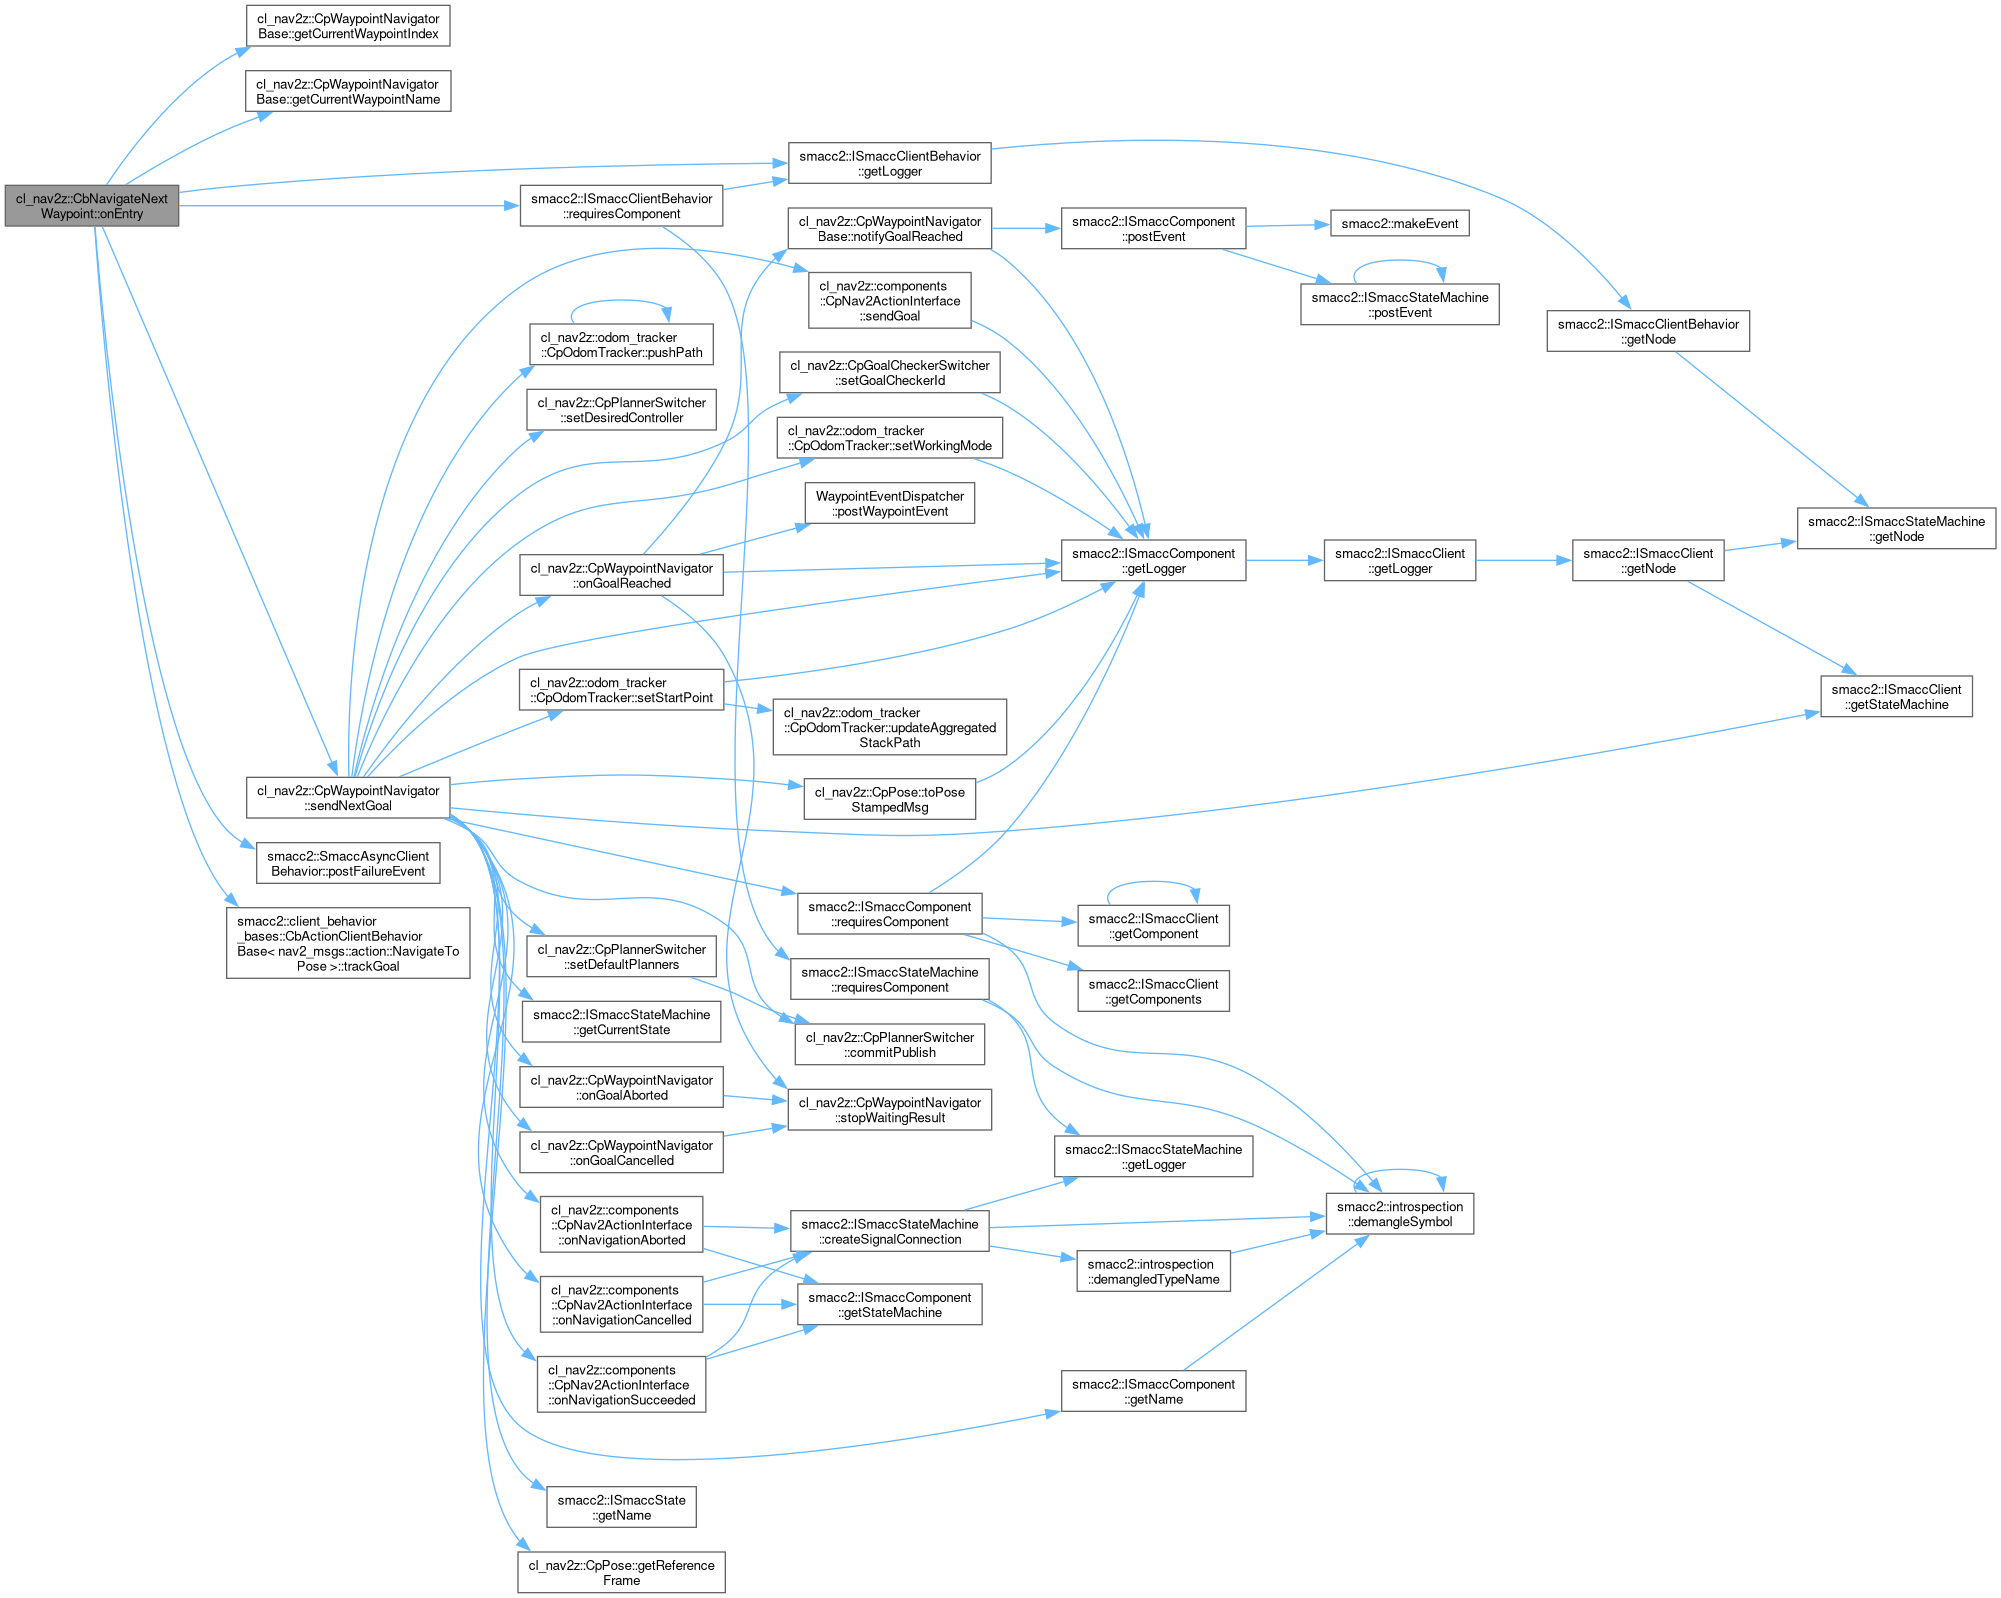 cl_nav2z::CpWaypointNavigator
Base::getCurrentWaypointIndex
cl_nav2z::CpWaypointNavigator
Base::getCurrentWaypointName
cl_nav2z::CbNavigateNext
Waypoint::onEntry
smacc2::ISmaccClientBehavior
::getLogger
smacc2::ISmaccClientBehavior
::requiresComponent
cl_nav2z::CpWaypointNavigator
Base::notifyGoalReached
smacc2::ISmaccComponent
::postEvent
smacc2::makeEvent
cl_nav2z::components
::CpNav2ActionInterface
::sendGoal
smacc2::ISmaccStateMachine
::postEvent
smacc2::ISmaccClientBehavior
::getNode
cl_nav2z::odom_tracker
::CpOdomTracker::pushPath
cl_nav2z::CpGoalCheckerSwitcher
::setGoalCheckerId
cl_nav2z::CpPlannerSwitcher
::setDesiredController
cl_nav2z::odom_tracker
::CpOdomTracker::setWorkingMode
WaypointEventDispatcher
::postWaypointEvent
smacc2::ISmaccStateMachine
::getNode
cl_nav2z::CpWaypointNavigator
::onGoalReached
smacc2::ISmaccComponent
::getLogger
smacc2::ISmaccClient
::getLogger
smacc2::ISmaccClient
::getNode
cl_nav2z::odom_tracker
::CpOdomTracker::setStartPoint
smacc2::ISmaccClient
::getStateMachine
cl_nav2z::odom_tracker
::CpOdomTracker::updateAggregated
StackPath
cl_nav2z::CpWaypointNavigator
::sendNextGoal
cl_nav2z::CpPose::toPose
StampedMsg
smacc2::SmaccAsyncClient
Behavior::postFailureEvent
smacc2::ISmaccComponent
::requiresComponent
smacc2::ISmaccClient
::getComponent
smacc2::client_behavior
_bases::CbActionClientBehavior
Base< nav2_msgs::action::NavigateTo
Pose >::trackGoal
cl_nav2z::CpPlannerSwitcher
::setDefaultPlanners
smacc2::ISmaccStateMachine
::requiresComponent
smacc2::ISmaccClient
::getComponents
smacc2::ISmaccStateMachine
::getCurrentState
cl_nav2z::CpPlannerSwitcher
::commitPublish
cl_nav2z::CpWaypointNavigator
::onGoalAborted
cl_nav2z::CpWaypointNavigator
::stopWaitingResult
cl_nav2z::CpWaypointNavigator
::onGoalCancelled
smacc2::ISmaccStateMachine
::getLogger
cl_nav2z::components
::CpNav2ActionInterface
::onNavigationAborted
smacc2::ISmaccStateMachine
::createSignalConnection
smacc2::introspection
::demangleSymbol
smacc2::introspection
::demangledTypeName
cl_nav2z::components
::CpNav2ActionInterface
::onNavigationCancelled
smacc2::ISmaccComponent
::getStateMachine
cl_nav2z::components
::CpNav2ActionInterface
::onNavigationSucceeded
smacc2::ISmaccComponent
::getName
smacc2::ISmaccState
::getName
cl_nav2z::CpPose::getReference
Frame